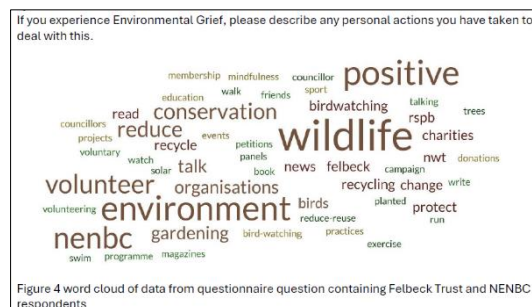 If you experience Environmental Grief, please describe any personal actions you have taken to
deal with this.
positive
membership mindfulness councillor
education walk friends sport
read conservation birdwatching talking
trees
councillors reduce wildlife rspb
projects recycle events petitions charities
voluntary watch solar talk panels book news felbeck nwt donations
campaign
volunteer organisations recycling change write
environment birds planted protect
volunteering reduce-reuse run
nenbc gardening bird-watching practices
exercise
swim programme magazines
Figure 4 word cloud of data from questionnaire question containing Felbeck Trust and NENBC
respondents